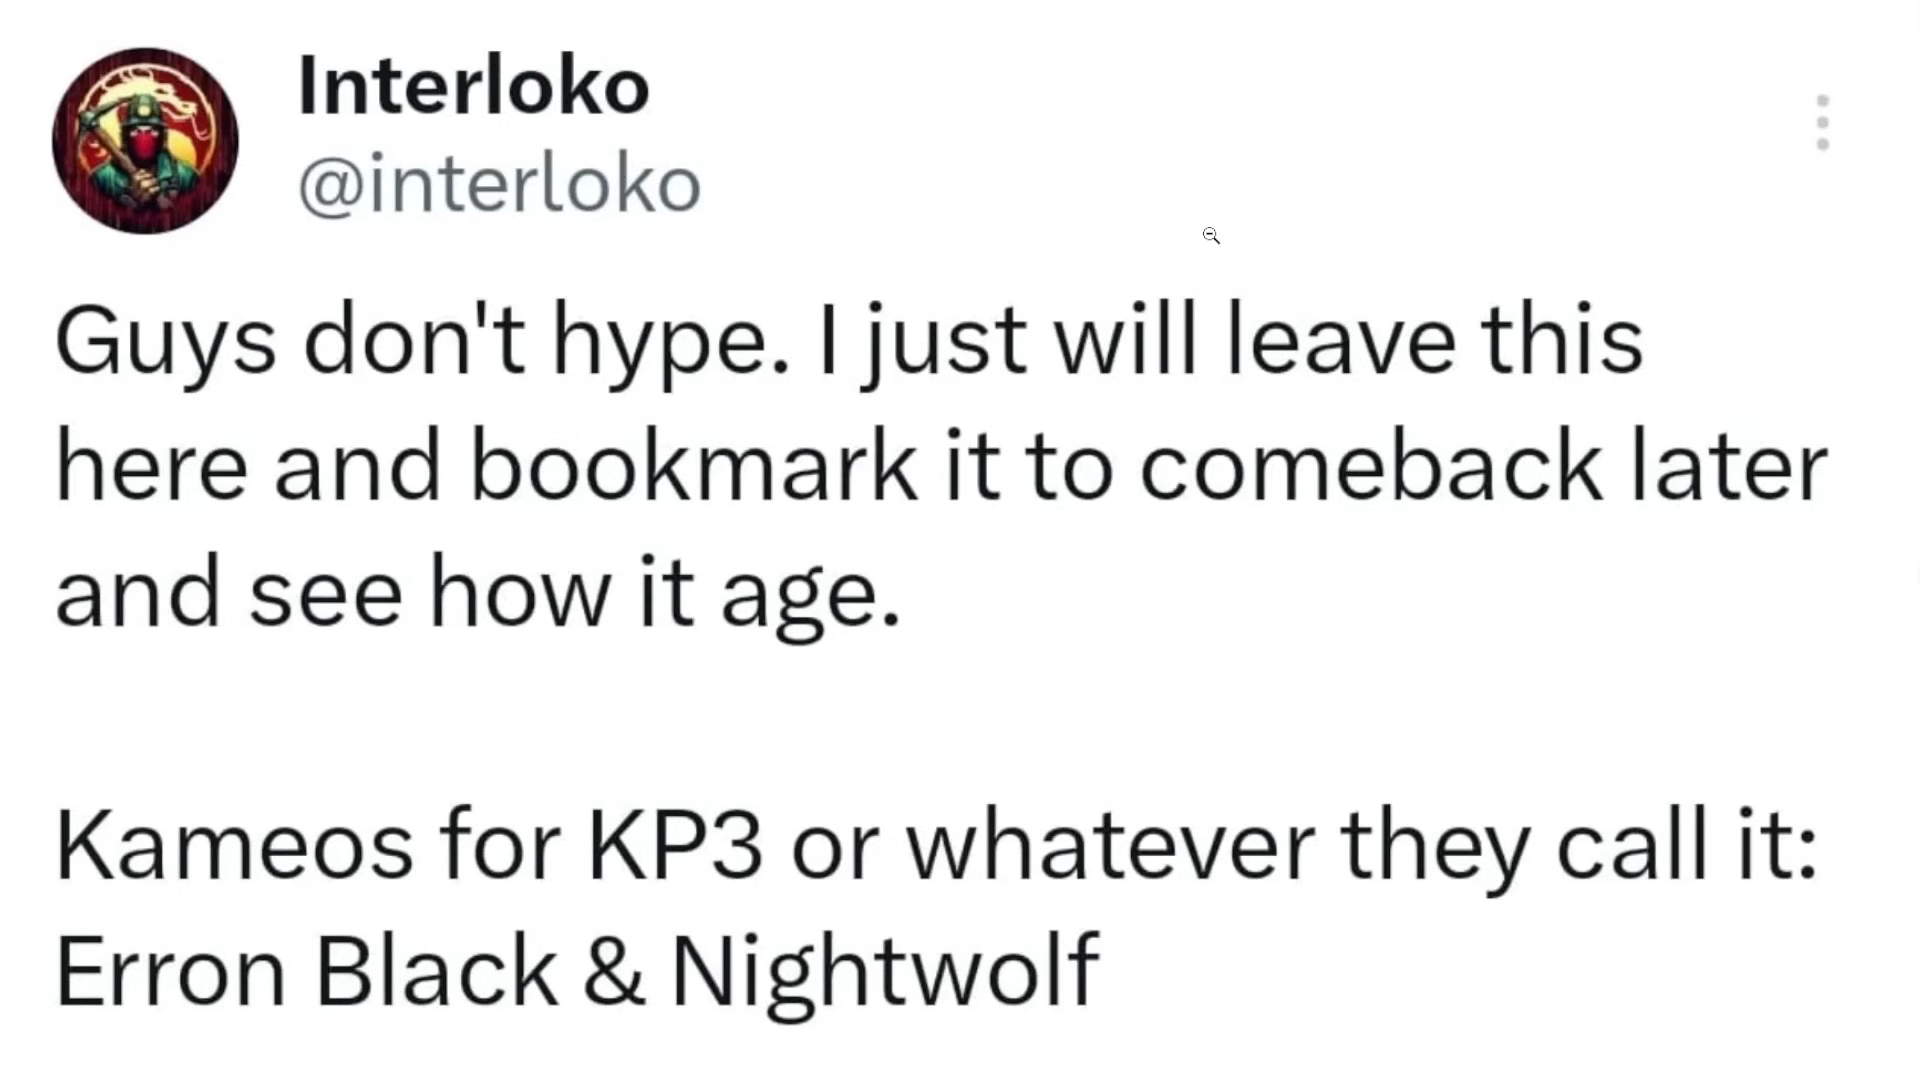 Interloko
@interloko
Guys don't hype. I just will leave this
here and bookmark it to comeback later
and see how it age.
Kameos for KP3 or whatever they call it:
Erron Black & Nightwolf